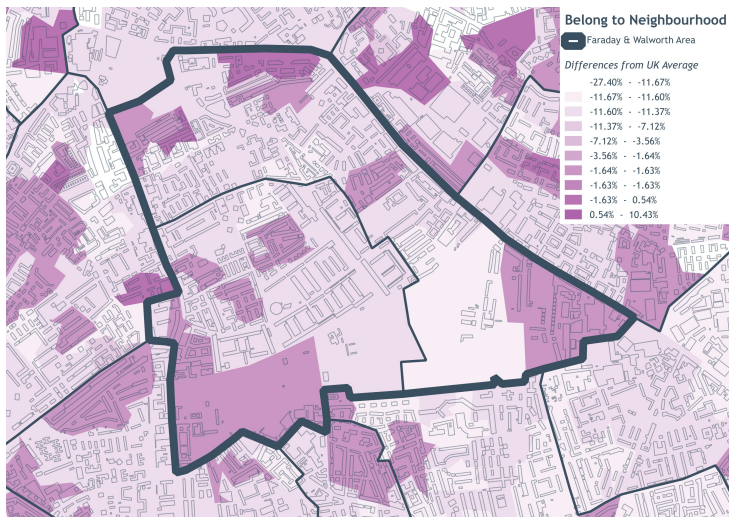 Belong to Neighbourhood
Faraday & Walworth Area
Differences from UK Average
-27.40% - -11.67%
-11.67% - -11.60%
-11.60% - -11.37%
-11.37% - -7.12%
-7.12% - -3.56%
-3.56% - -1.64%
-1.64% - -1.63%
-1.63% - -1.63%
-1.63% - 0.54%
0.54% - 10.43%